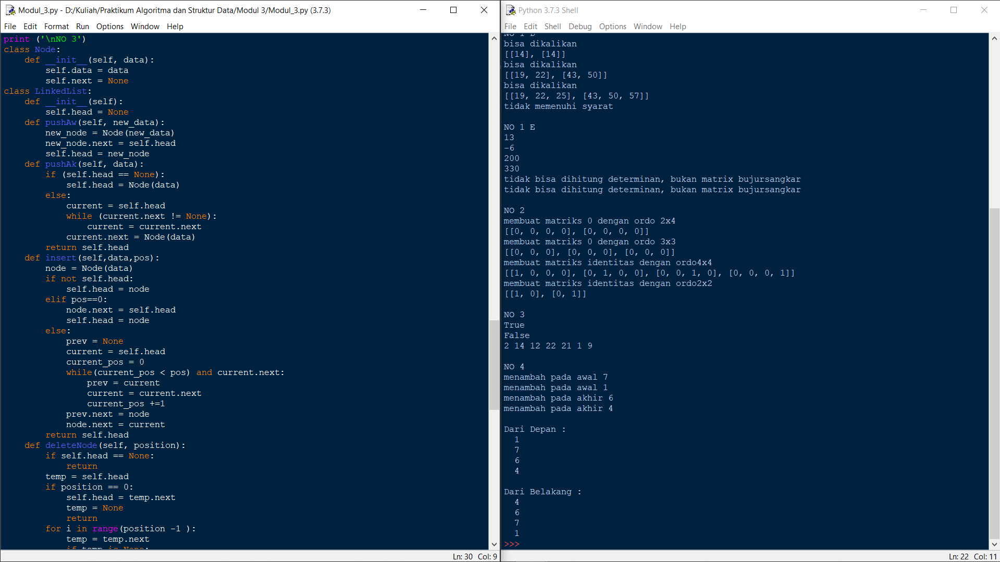 Modul_3.py - D:/Kuliah/Praktikum Algoritma dan Struktur Data/Modul 3/Modul_3.py (3.7.3)
File Edit Format Run Options Window Help
print ('\nNO 3')
class Node:
    def __init__(self, data):
        self.data = data
        self.next = None
class LinkedList:
    def __init__(self):
        self.head = None
    def pushAw(self, new_data):
        new_node = Node(new_data)
        new_node.next = self.head
        self.head = new_node
    def pushAk(self, data):
        if (self.head == None):
            self.head = Node(data)
        else:
            current = self.head
            while (current.next != None):
                current = current.next
            current.next = Node(data)
        return self.head
    def insert(self,data,pos):
        node = Node(data)
        if not self.head:
            self.head = node
        elif pos==0:
            node.next = self.head
            self.head = node
        else:
            prev = None
            current = self.head
            current_pos = 0
            while(current_pos < pos) and current.next:
                prev = current
                current = current.next
                current_pos +=1
            prev.next = node
            node.next = current
        return self.head
    def deleteNode(self, position):
        if self.head == None:
            return
        temp = self.head
        if position == 0:
            self.head = temp.next
            temp = None
            return
        for i in range(position -1 ):
            temp = temp.next
            if temp is None:
Ln: 30 Col: 9
Python 3.7.3 Shell
File Edit Shell Debug Options Window Help
NO 1 D
bisa dikalikan
[[14], [14]]
bisa dikalikan
[[19, 22], [43, 50]]
bisa dikalikan
[[19, 22, 25], [43, 50, 57]]
tidak memenuhi syarat
NO 1 E
13
-6
200
330
tidak bisa dihitung determinan, bukan matrix bujursangkar
tidak bisa dihitung determinan, bukan matrix bujursangkar
NO 2
membuat matriks 0 dengan ordo 2x4
[[0, 0, 0, 0], [0, 0, 0, 0]]
membuat matriks 0 dengan ordo 3x3
[[0, 0, 0], [0, 0, 0], [0, 0, 0]]
membuat matriks identitas dengan ordo4x4
[[1, 0, 0, 0], [0, 1, 0, 0], [0, 0, 1, 0], [0, 0, 0, 1]]
membuat matriks identitas dengan ordo2x2
[[1, 0], [0, 1]]
NO 3
True
False
2 14 12 22 21 1 9
NO 4
menambah pada awal 7
menambah pada awal 1
menambah pada akhir 6
menambah pada akhir 4
Dari Depan :
1
7
6
4
Dari Belakang :
4
6
7
1
>>>
Ln: 22 Col: 11